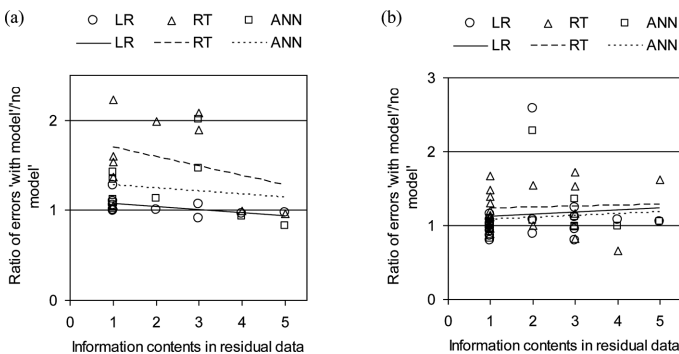 (a)
LR RT ANN
LR RT ANN
Ratio of errors 'with model'/'no
model'
2
1
0
0 1 2 3 4 5
Information contents in residual data
(b)
LR RT ANN
LR RT ANN
Ratio of errors 'with model'/'no
model'
3
2
1
0
0 1 2 3 4 5
Information contents in residual data